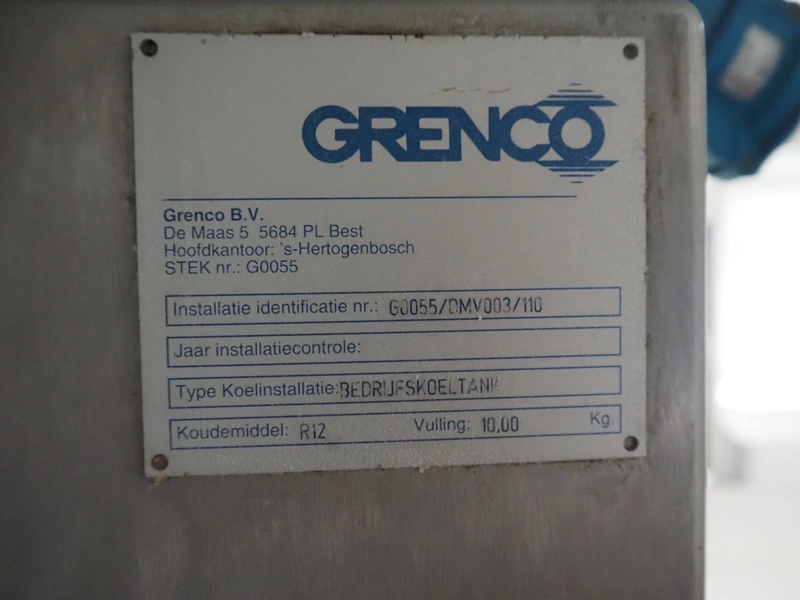 GRENCO
Grenco B.V.
De Maas 5 5684 PL Best
Hoofdkantoor: 's-Hertogenbosch
STEK nr.: G0055
Installatie identificatie nr.: G0055/DMV003/110
Jaar installatiecontrole:
Type Koelinstallatie: BEDRIJFSKOELTANK
Koudemiddel: R12 Vulling: 10,00 Kg.